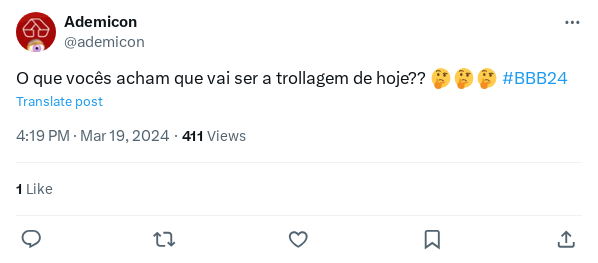 Ademicon
@ademicon
O que vocês acham que vai ser a trollagem de hoje?? 🤔🤔🤔 #BBB24
Translate post
4:19 PM · Mar 19, 2024 · 411 Views
1 Like